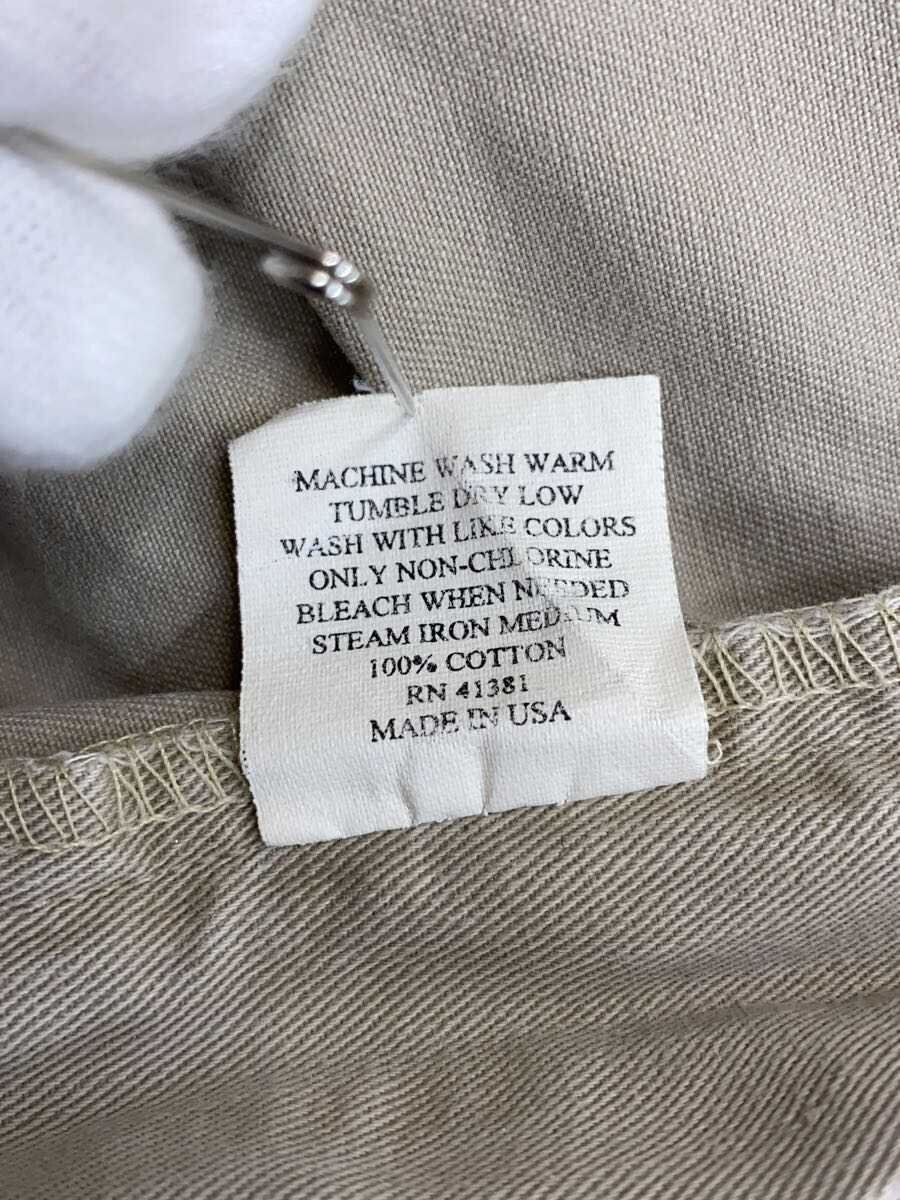 MACHINE WASH WARM
TUMBLE DRY LOW
WASH WITH LIKE COLORS
ONLY NON-CHLORINE
BLEACH WHEN NEEDED
STEAM IRON MEDIUM
100% COTTON
RN 41381
MADE IN USA